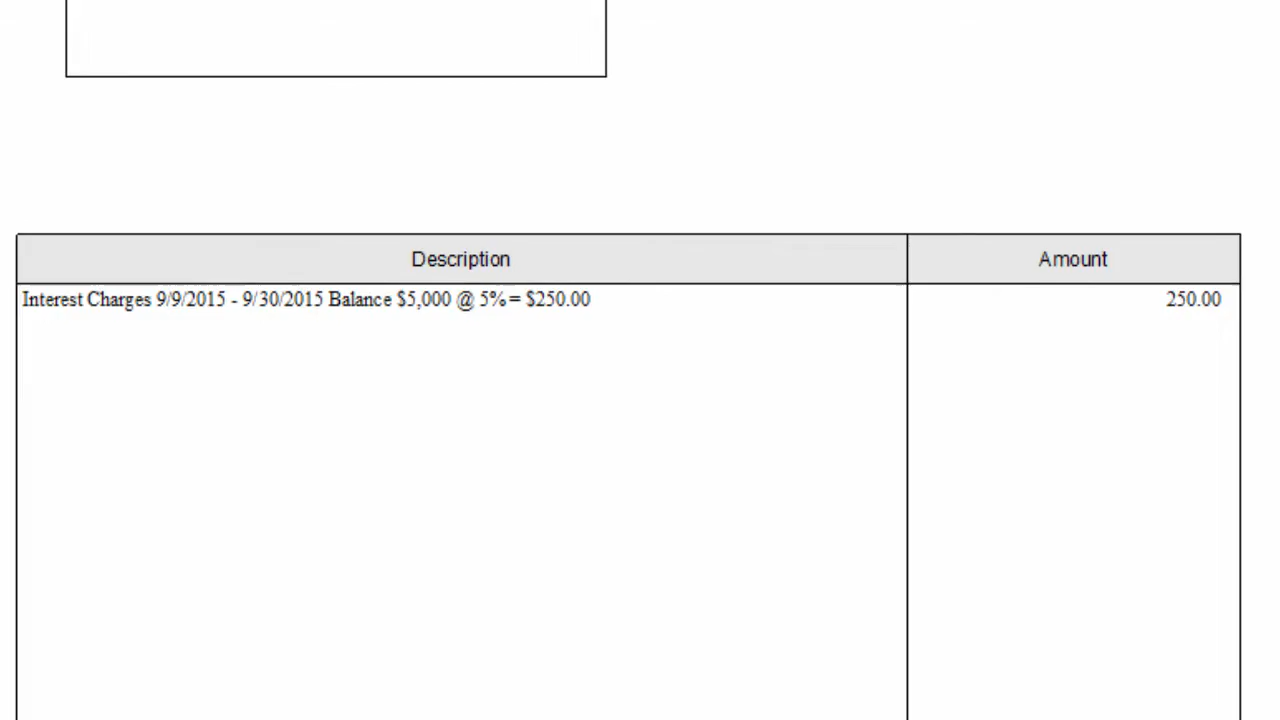 Description
Amount
Interest Charges 9/9/2015 - 9/30/2015 Balance $5,000 @ 5% = $250.00
250.00